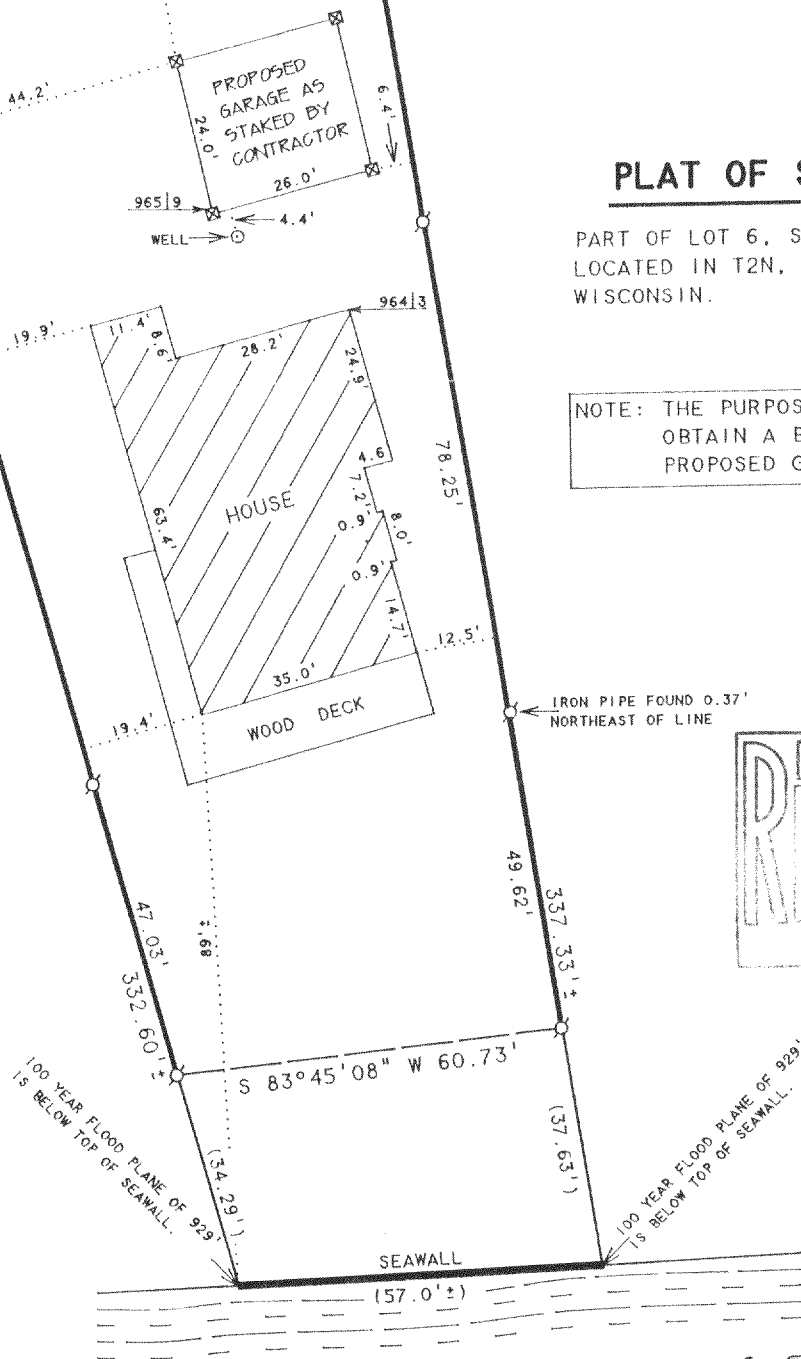 44.2'
PROPOSED
GARAGE AS
STAKED BY
CONTRACTOR
24.0'
6.4'
26.0'
965|9
4.4'
WELL
PLAT OF S
PART OF LOT 6, S
LOCATED IN T2N,
WISCONSIN.
19.9'
11.4'
8.6'
28.2'
964|3
24.9'
NOTE: THE PURPOS
OBTAIN A B
PROPOSED G
78.25'
4.6
7.2'
HOUSE
63.4'
0.9'
8.0'
0.9'
14.7'
12.5'
35.0'
WOOD DECK
19.4'
IRON PIPE FOUND 0.37'
NORTHEAST OF LINE
47.03'
332.60'±
89'±
49.62'
337.33'±
S 83°45'08" W 60.73'
100 YEAR FLOOD PLANE OF 929'
IS BELOW TOP OF SEAWALL.
(34.29')
(37.63')
100 YEAR FLOOD PLANE OF 929'
IS BELOW TOP OF SEAWALL.
SEAWALL
(57.0'±)